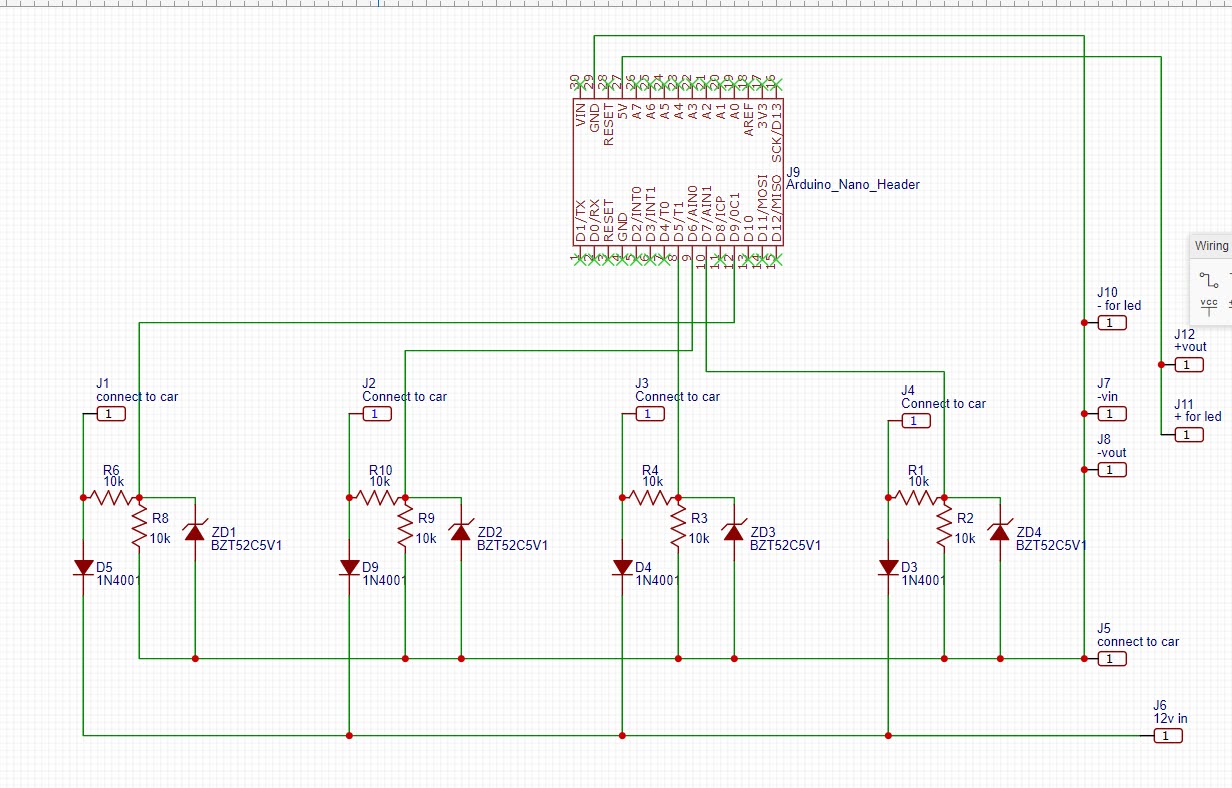 30 29 28 27 26 25 24 23 22 21 20 19 18 17 16
VIN GND RESET 5V A7 A6 A5 A4 A3 A2 A1 A0 AREF 3V3 SCK/D13
J9
Arduino_Nano_Header
D1/TX D0/RX RESET GND D2/INT0 D3/INT1 D4/T0 D5/T1 D6/AIN0 D7/AIN1 D8/ICP D9/0C1 D10 D11/MOSI D12/MISO
1 2 3 4 5 6 7 8 9 10 11 12 13 14 15
Wiring
vcc
J10
- for led
1
J12
+vout
1
J1
connect to car
1
J2
Connect to car
1
J3
Connect to car
1
J4
Connect to car
1
J7
-vin
1
J11
+ for led
1
J8
-vout
1
R6
10k
R10
10k
R4
10k
R1
10k
R8
10k
ZD1
BZT52C5V1
R9
10k
ZD2
BZT52C5V1
R3
10k
ZD3
BZT52C5V1
R2
10k
ZD4
BZT52C5V1
D5
1N4001
D9
1N4001
D4
1N4001
D3
1N4001
J5
connect to car
1
J6
12v in
1